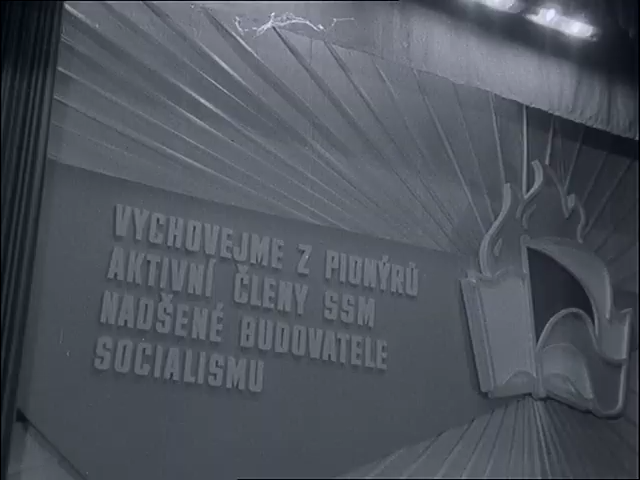 VYCHOVEJME Z PIONÝRŮ
AKTIVNÍ ČLENY SSM
NADŠENÉ BUDOVATELE
SOCIALISMU